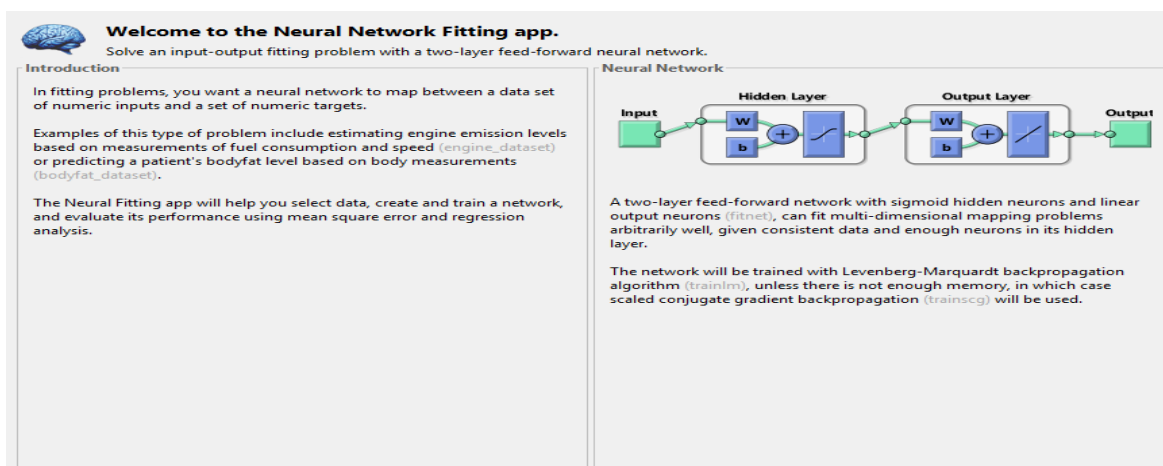 Welcome to the Neural Network Fitting app.
Solve an input-output fitting problem with a two-layer feed-forward neural network.
Introduction
In fitting problems, you want a neural network to map between a data set
of numeric inputs and a set of numeric targets.
Examples of this type of problem include estimating engine emission levels
based on measurements of fuel consumption and speed (engine_dataset)
or predicting a patient's bodyfat level based on body measurements
(bodyfat_dataset).
The Neural Fitting app will help you select data, create and train a network,
and evaluate its performance using mean square error and regression
analysis.
Neural Network
Hidden Layer
Output Layer
Input
Output
W
b
W
b
A two-layer feed-forward network with sigmoid hidden neurons and linear
output neurons (fitnet), can fit multi-dimensional mapping problems
arbitrarily well, given consistent data and enough neurons in its hidden
layer.
The network will be trained with Levenberg-Marquardt backpropagation
algorithm (trainlm), unless there is not enough memory, in which case
scaled conjugate gradient backpropagation (trainscg) will be used.